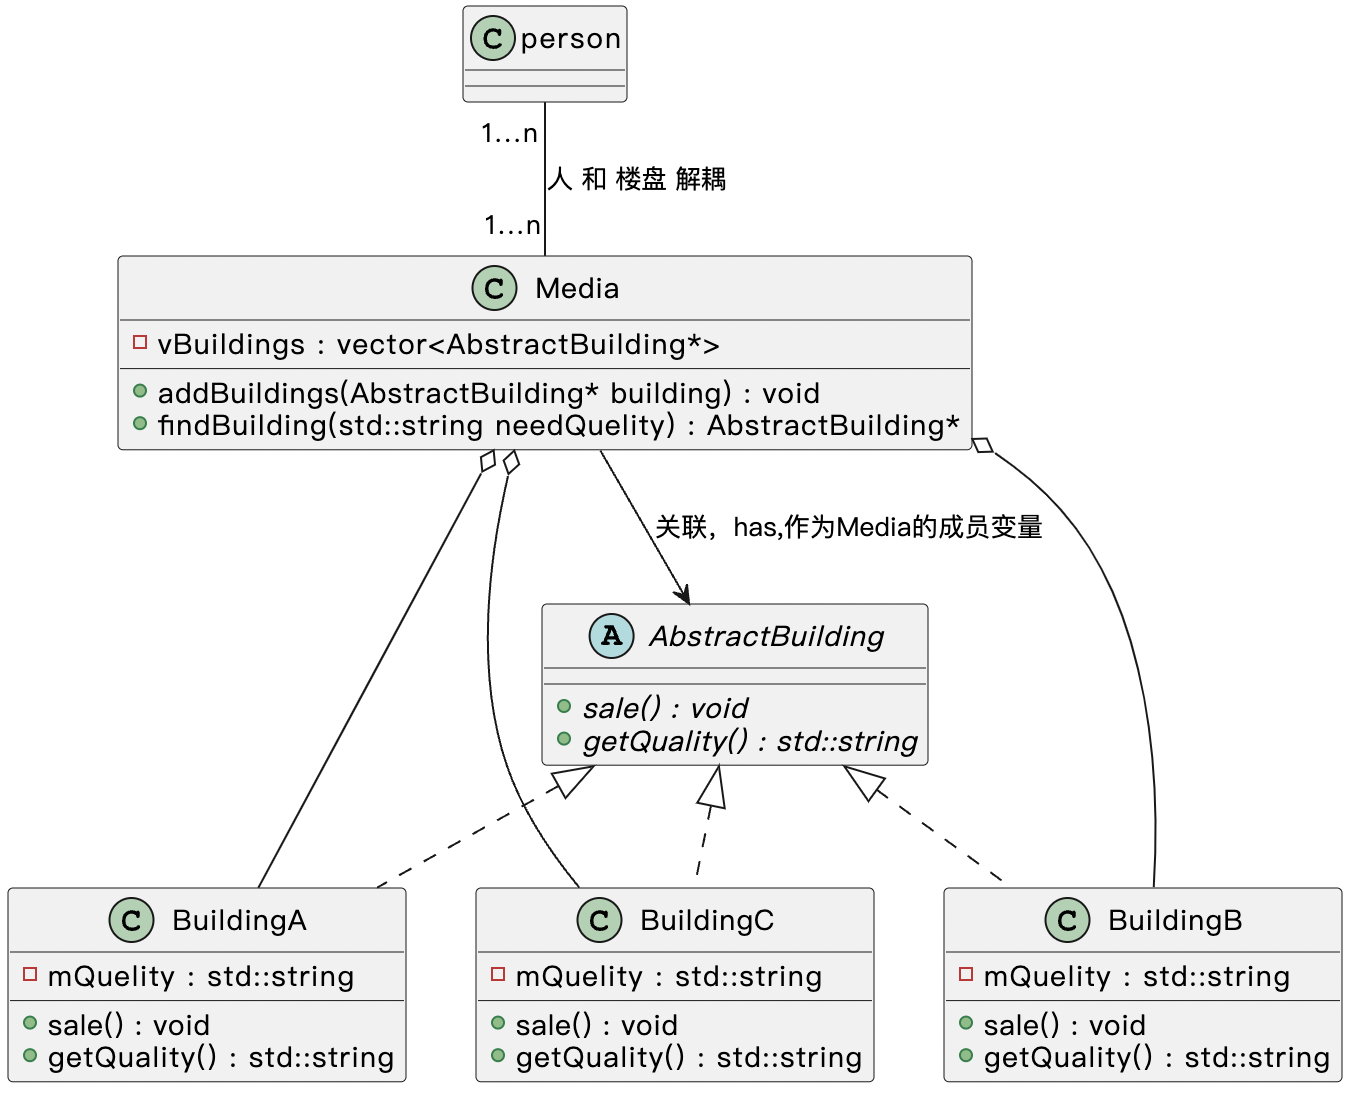 C person
1...n
人 和 楼盘 解耦
1...n
C Media
vBuildings : vector<AbstractBuilding*>
addBuildings(AbstractBuilding* building) : void
findBuilding(std::string needQuelity) : AbstractBuilding*
关联，has,作为Media的成员变量
A AbstractBuilding
sale() : void
getQuality() : std::string
C BuildingA
mQuelity : std::string
sale() : void
getQuality() : std::string
C BuildingC
mQuelity : std::string
sale() : void
getQuality() : std::string
C BuildingB
mQuelity : std::string
sale() : void
getQuality() : std::string